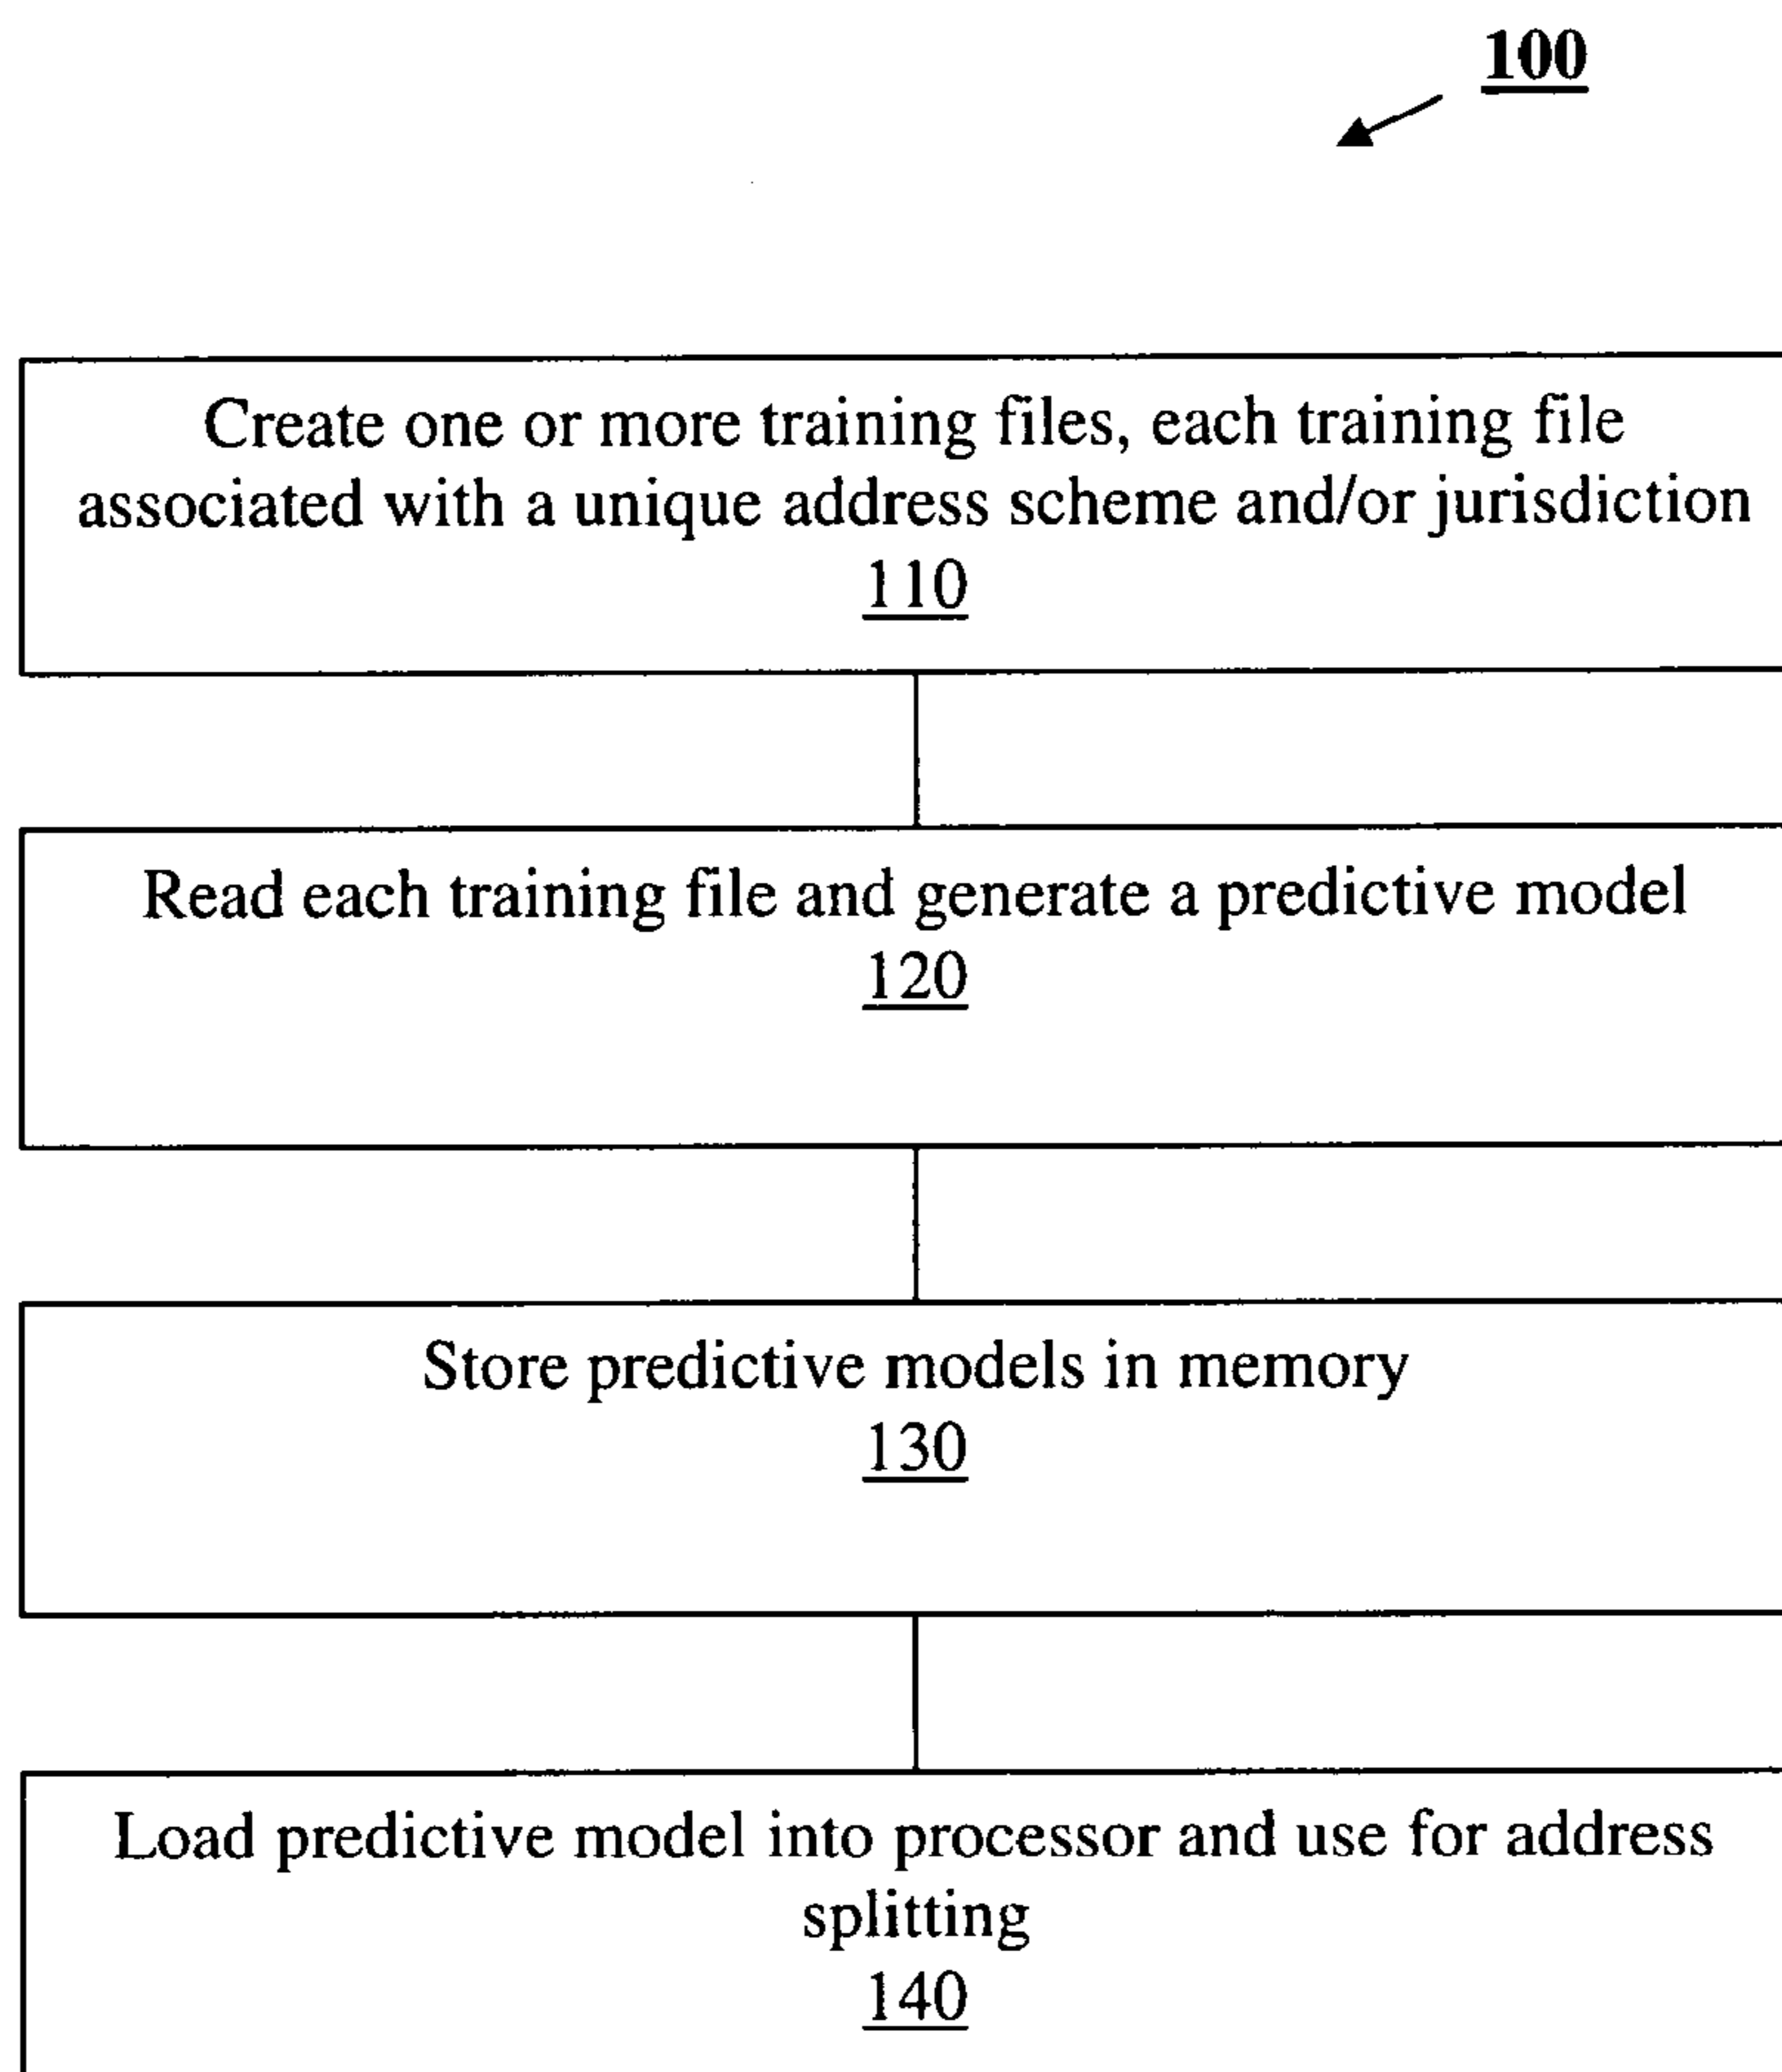 100
Create one or more training files, each training file
associated with a unique address scheme and/or jurisdiction
110
Read each training file and generate a predictive model
120
Store predictive models in memory
130
Load predictive model into processor and use for address
splitting
140